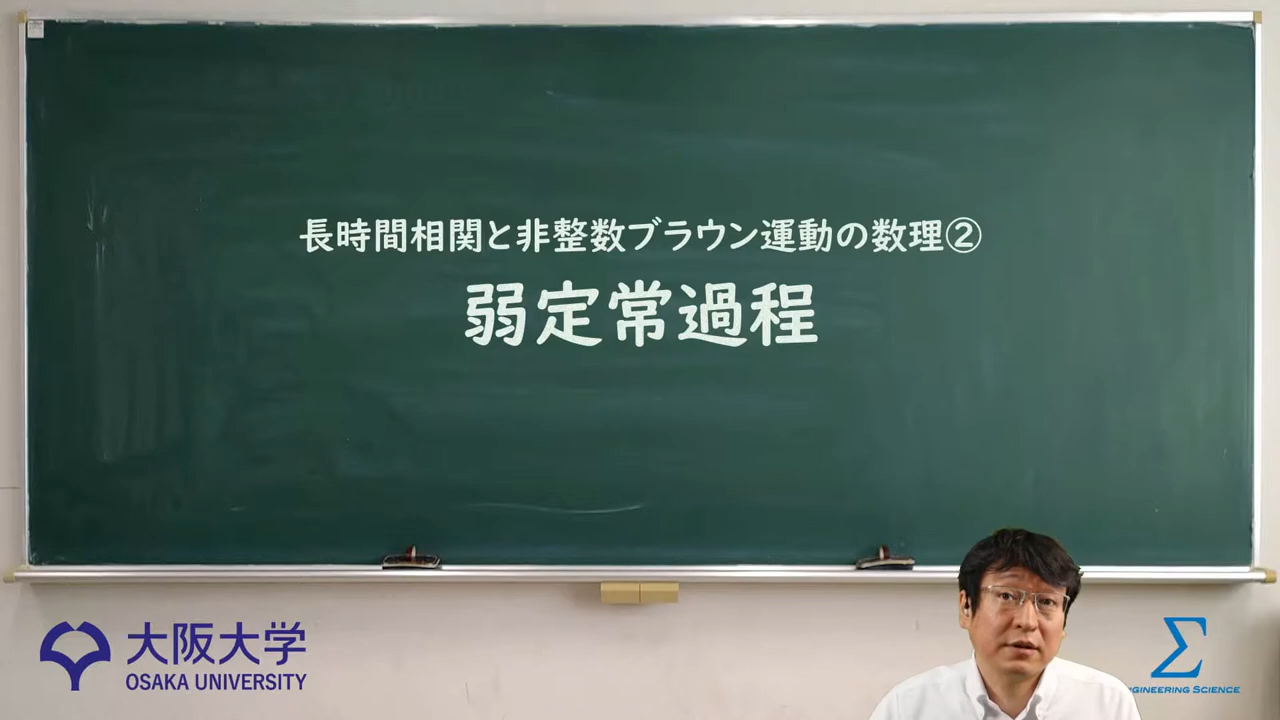 長時間相関と非整数ブラウン運動の数理②
弱定常過程
大阪大学
OSAKA UNIVERSITY
Σ
NGINEERING SCIENCE